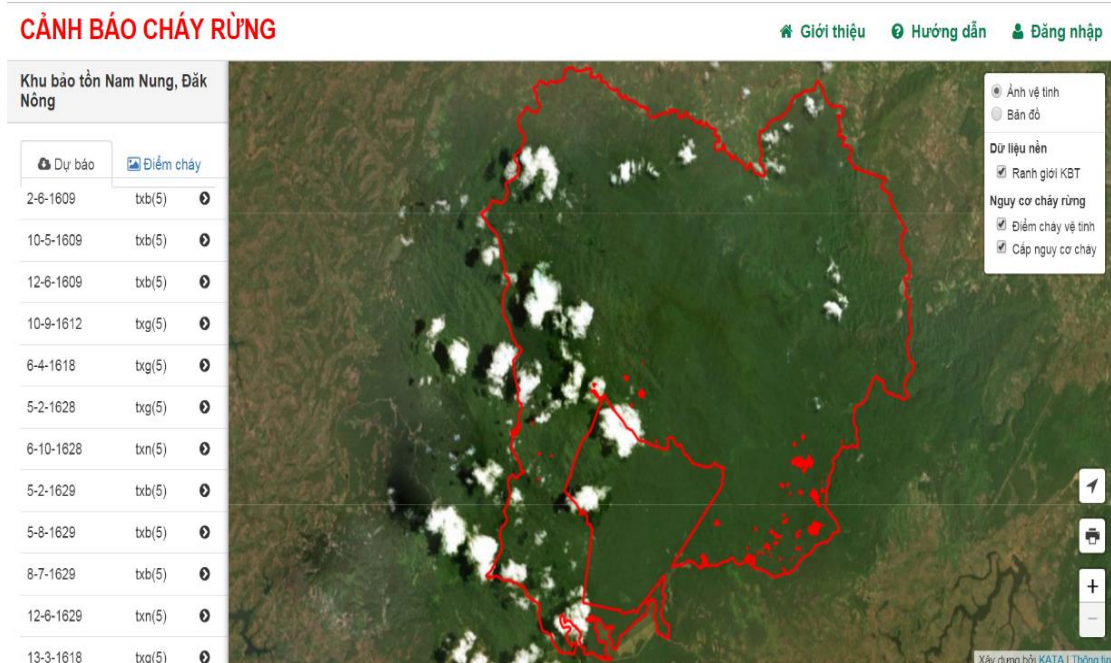 CẢNH BÁO CHÁY RỪNG
Giới thiệu
Hướng dẫn
Đăng nhập
Khu bảo tồn Nam Nung, Đăk
Nông
Dự báo
Điểm cháy
2-6-1609 txb(5)
10-5-1609 txb(5)
12-6-1609 txb(5)
10-9-1612 txg(5)
6-4-1618 txg(5)
5-2-1628 txg(5)
6-10-1628 txn(5)
5-2-1629 txb(5)
5-8-1629 txb(5)
8-7-1629 txb(5)
12-6-1629 txn(5)
13-3-1618 txg(5)
Ảnh vệ tinh
Bản đồ
Dữ liệu nền
Ranh giới KBT
Nguy cơ cháy rừng
Điểm cháy vệ tinh
Cấp nguy cơ cháy
Xây dựng bởi KATA | Thông tin